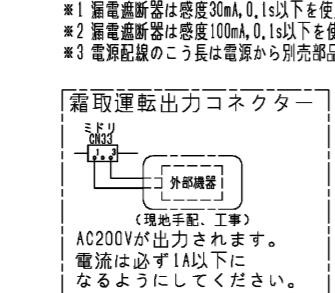 ※1 漏電遮断器は感度30mA,0.1s以下を使
※2 漏電遮断器は感度100mA,0.1s以下を使
※3 電源配線のこう長は電源から別売部品
霜取運転出力コネクター
ミドリ
CN33
1 3
外部機器
(現地手配、工事)
AC200Vが出力されます。
電流は必ず1A以下に
なるようにしてください。